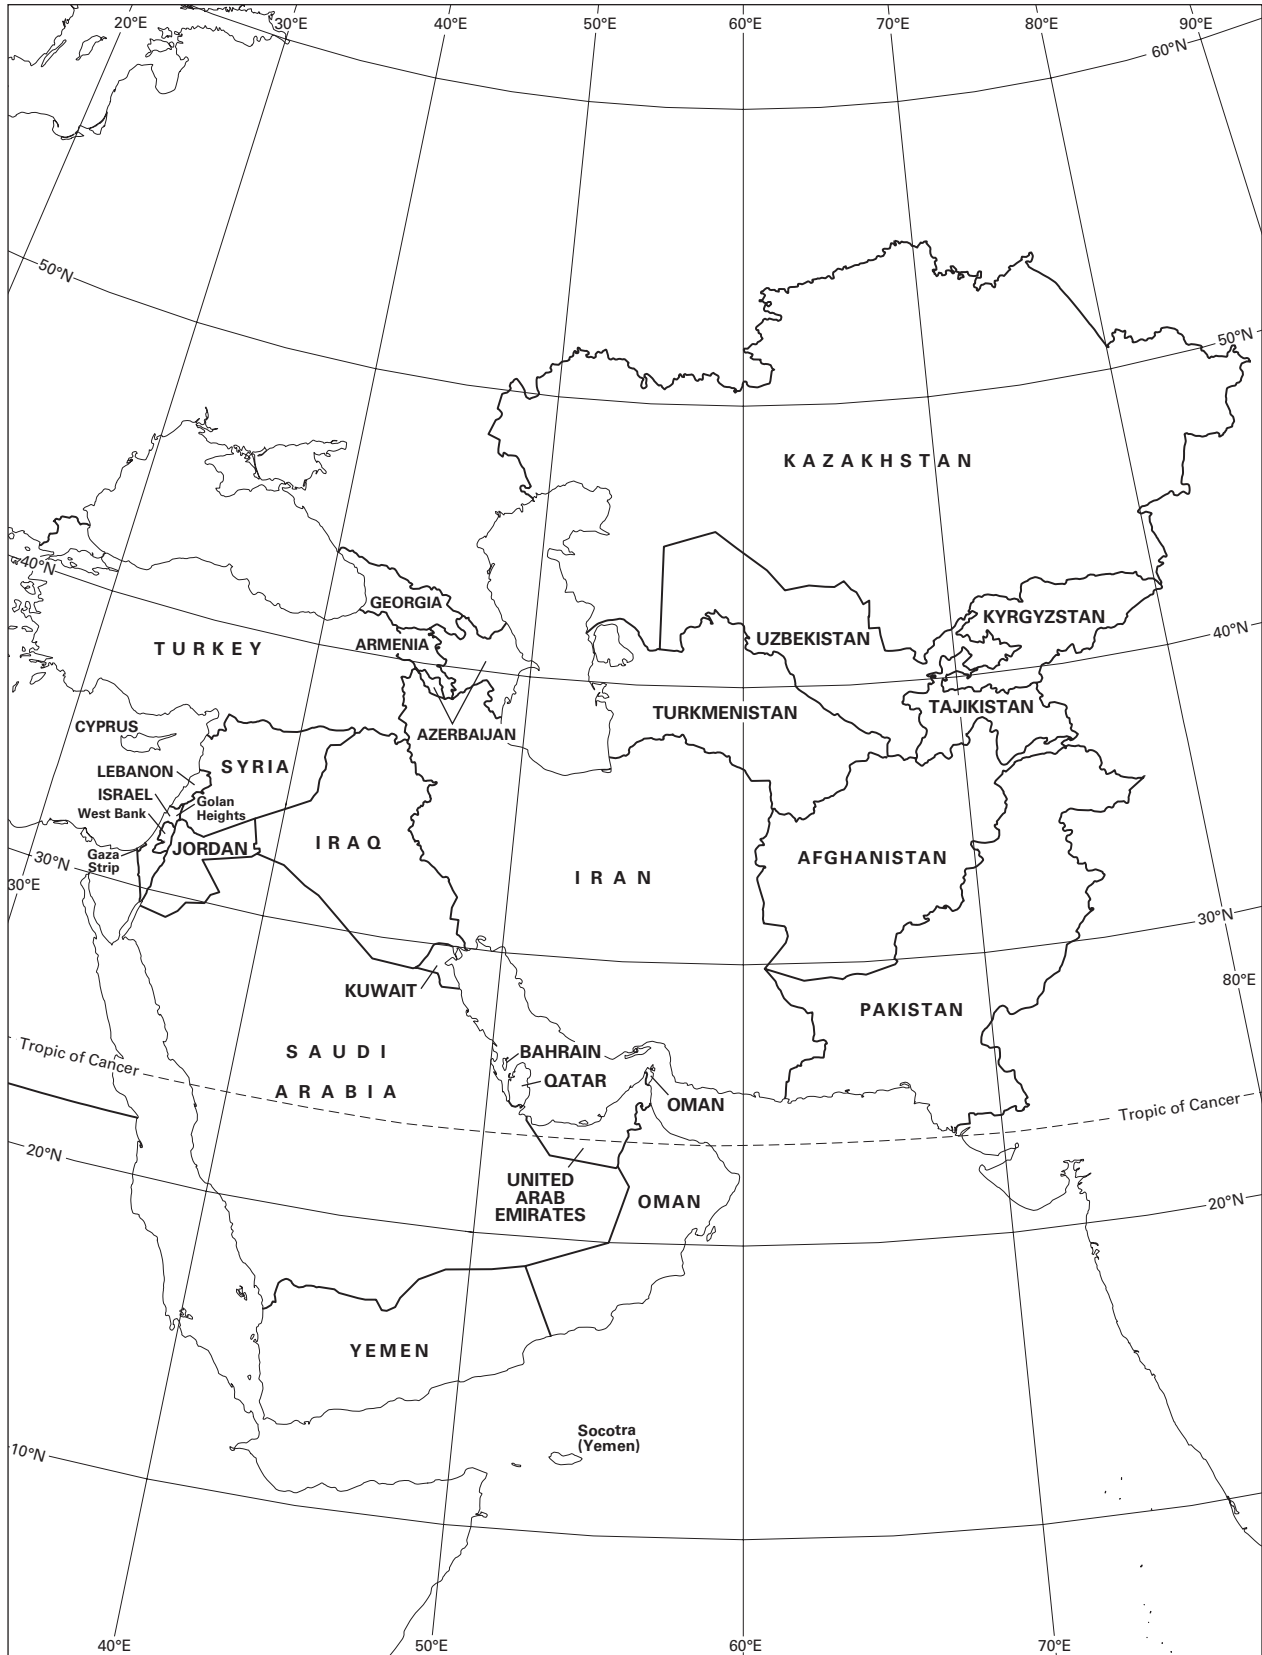 20°E
30°E
40°E
50°E
60°E
70°E
80°E
90°E
60°N
50°N
50°N
KAZAKHSTAN
40°N
GEORGIA
KYRGYZSTAN
40°N
ARMENIA
UZBEKISTAN
TURKEY
TAJIKISTAN
TURKMENISTAN
CYPRUS
AZERBAIJAN
SYRIA
LEBANON
ISRAEL
West Bank
Golan
Heights
IRAQ
JORDAN
Gaza
Strip
30°N
AFGHANISTAN
IRAN
30°E
30°N
80°E
KUWAIT
PAKISTAN
SAUDI
ARABIA
Tropic of Cancer
BAHRAIN
QATAR
OMAN
Tropic of Cancer
20°N
UNITED
ARAB
EMIRATES
OMAN
20°N
YEMEN
Socotra
(Yemen)
10°N
40°E
50°E
60°E
70°E